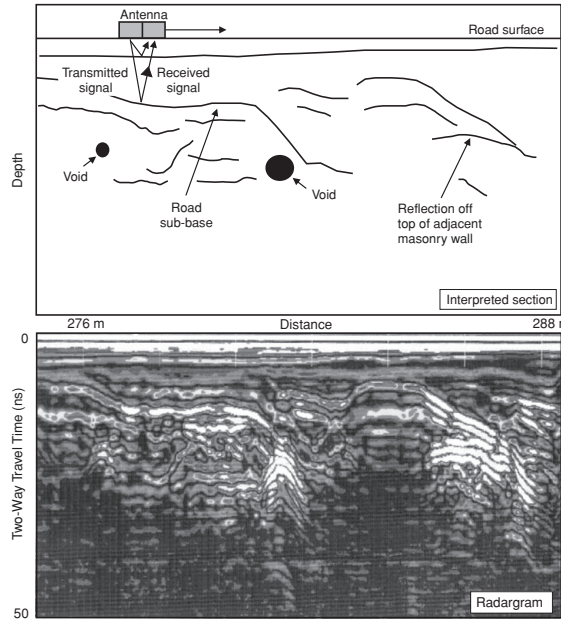 Antenna
Road surface
Transmitted
signal
Received
signal
Depth
Void
Void
Road
sub-base
Reflection off
top of adjacent
masonry wall
Interpreted section
276 m
Distance
288 m
0
Two-Way Travel Time (ns)
50
Radargram